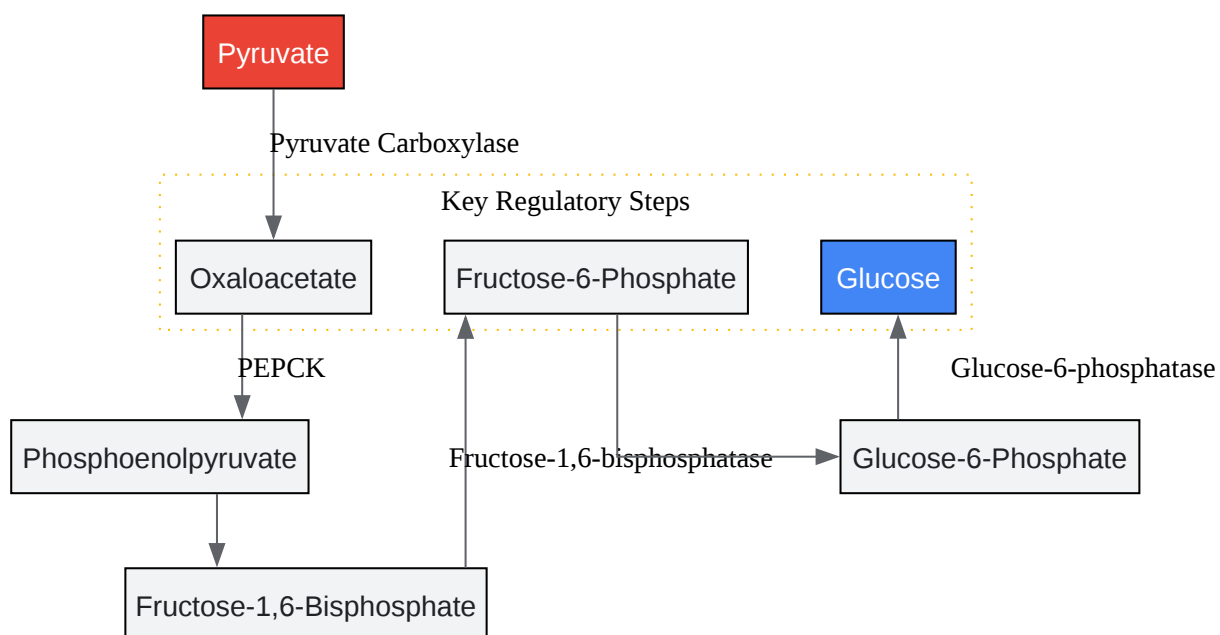 Pyruvate
Pyruvate Carboxylase
Key Regulatory Steps
Oxaloacetate
Fructose-6-Phosphate
Glucose
PEPCK
Glucose-6-phosphatase
Phosphoenolpyruvate
Fructose-1,6-bisphosphatase
Glucose-6-Phosphate
Fructose-1,6-Bisphosphate